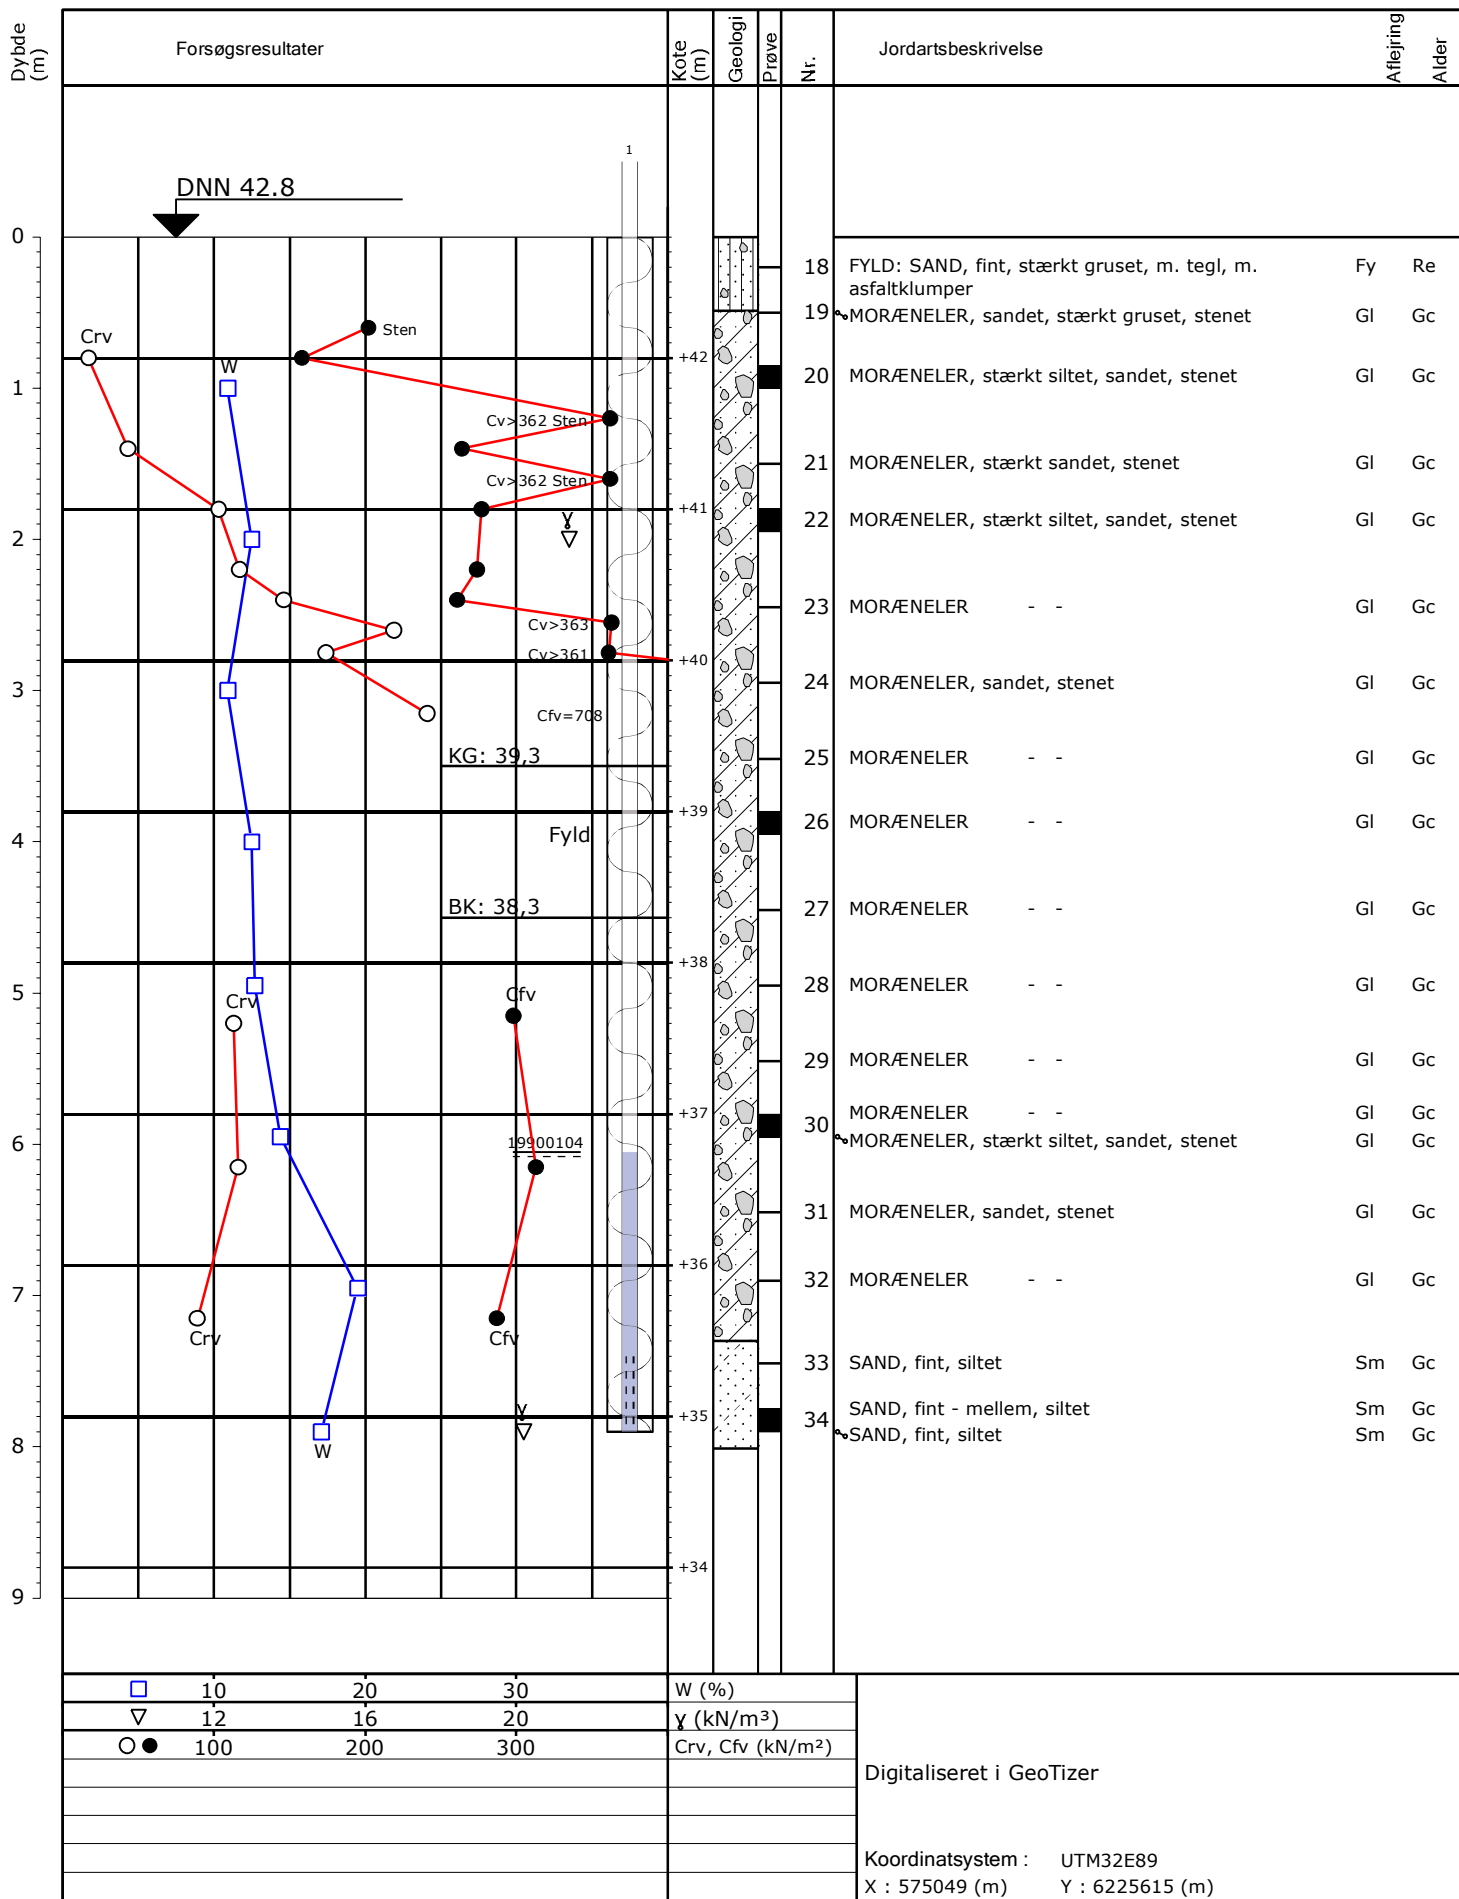 Dybde
(m)
Forsøgsresultater
Kote
(m)
Geologi
Prøve
Nr.
Jordartsbeskrivelse
Aflejring
Alder
1
DNN 42.8
0
18 FYLD: SAND, fint, stærkt gruset, m. tegl, m. Fy Re
asfaltklumper
19 MORÆNELER, sandet, stærkt gruset, stenet Gl Gc
Sten
Crv
+42
W
20 MORÆNELER, stærkt siltet, sandet, stenet Gl Gc
1
Cv>362 Sten
21 MORÆNELER, stærkt sandet, stenet Gl Gc
Cv>362 Sten
+41
γ
22 MORÆNELER, stærkt siltet, sandet, stenet Gl Gc
2
23 MORÆNELER - - Gl Gc
Cv>363
Cv>361
+40
24 MORÆNELER, sandet, stenet Gl Gc
3
Cfv=708
KG: 39,3
25 MORÆNELER - - Gl Gc
+39
26 MORÆNELER - - Gl Gc
Fyld
4
BK: 38,3
27 MORÆNELER - - Gl Gc
+38
28 MORÆNELER - - Gl Gc
5
Crv
Cfv
29 MORÆNELER - - Gl Gc
+37
MORÆNELER - - Gl Gc
30
MORÆNELER, stærkt siltet, sandet, stenet Gl Gc
6
19900104
31 MORÆNELER, sandet, stenet Gl Gc
+36
32 MORÆNELER - - Gl Gc
7
Crv
Cfv
33 SAND, fint, siltet Sm Gc
γ
+35
SAND, fint - mellem, siltet Sm Gc
34
SAND, fint, siltet Sm Gc
8
W
+34
9
10 20 30 W (%)
12 16 20 γ (kN/m³)
100 200 300 Crv, Cfv (kN/m²)
Digitaliseret i GeoTizer
Koordinatsystem : UTM32E89
X : 575049 (m) Y : 6225615 (m)